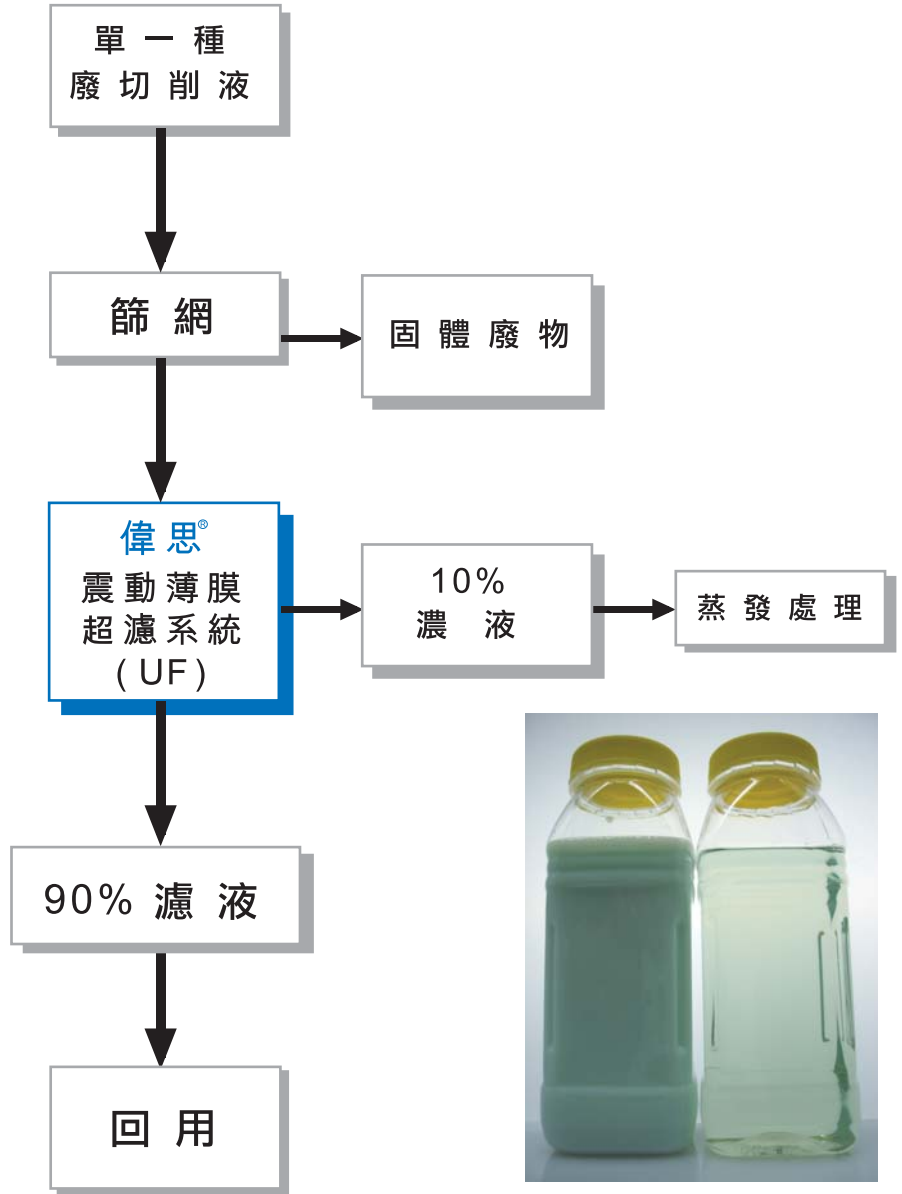 單一種
廢切削液
篩網
固體廢物
偉思®
震動薄膜
超濾系統
(UF)
10%
濃液
蒸發處理
90% 濾液
回用